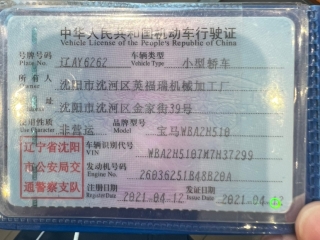 中华人民共和国机动车行驶证
Vehicle License of the People's Republic of China
号牌号码 辽AY6262 车辆类型 小型轿车
Plate No. Vehicle Type
所有人 沈阳市沈河区英福瑞机械加工厂
Owner
住址 沈阳市沈河区金家街39号
Address
使用性质 非营运 品牌型号 宝马WBA2H510
Use Character Model
辽宁省沈阳市公安局交通警察支队
车辆识别代号 WBA2H5107M7H37299
VIN
发动机号码 26036251B48B20A
Engine No.
注册日期 2021-04-12 发证日期 2021-04-12
Register Date Issue Date